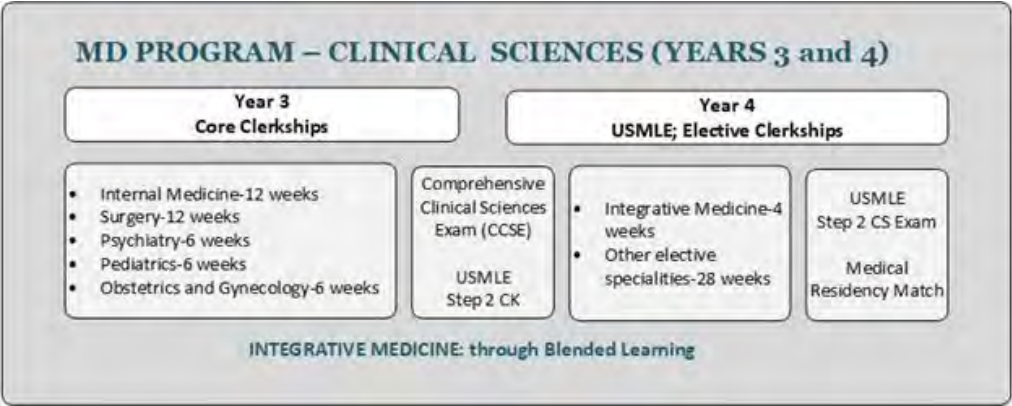 MD PROGRAM – CLINICAL SCIENCES (YEARS 3 and 4)
Year 3
Core Clerkships
Year 4
USMLE; Elective Clerkships
• Internal Medicine-12 weeks
• Surgery-12 weeks
• Psychiatry-6 weeks
• Pediatrics-6 weeks
• Obstetrics and Gynecology-6 weeks
Comprehensive
Clinical Sciences
Exam (CCSE)
USMLE
Step 2 CK
• Integrative Medicine-4
weeks
• Other elective
specialities-28 weeks
USMLE
Step 2 CS Exam
Medical
Residency Match
INTEGRATIVE MEDICINE: through Blended Learning